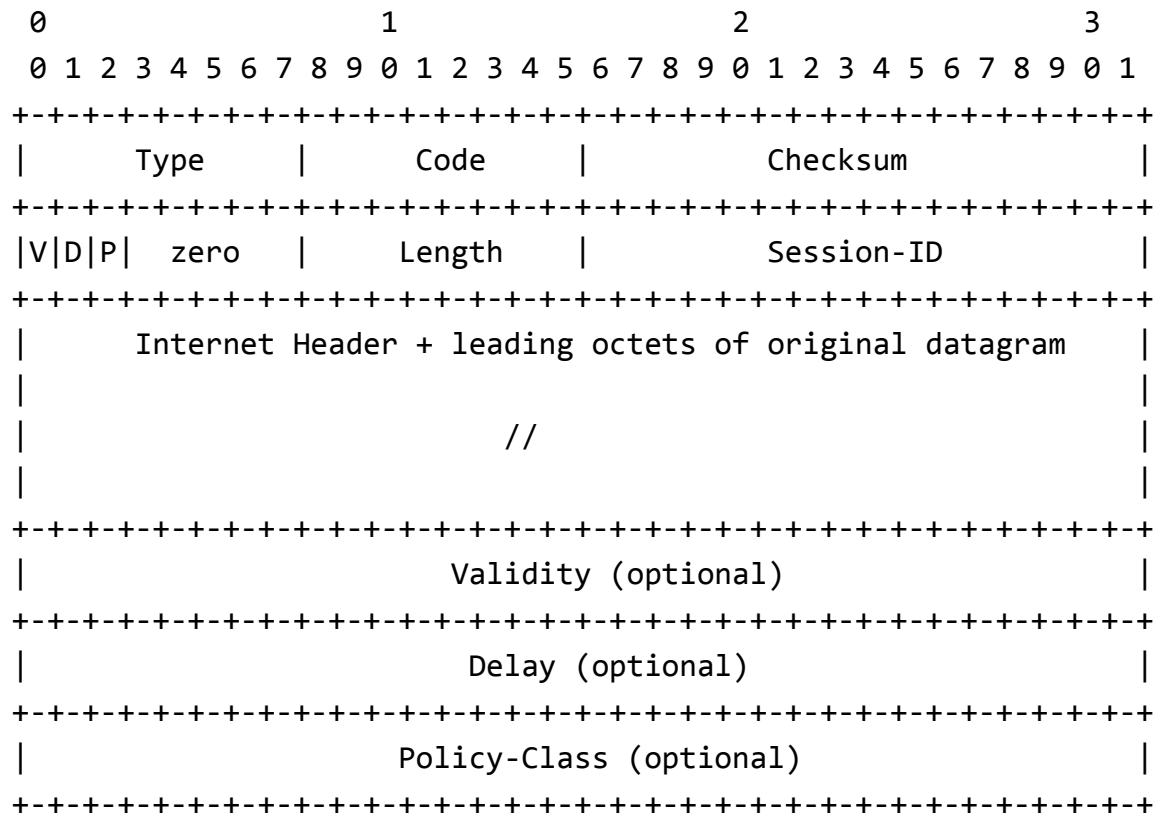 0                   1                   2                   3
 0 1 2 3 4 5 6 7 8 9 0 1 2 3 4 5 6 7 8 9 0 1 2 3 4 5 6 7 8 9 0 1
+-+-+-+-+-+-+-+-+-+-+-+-+-+-+-+-+-+-+-+-+-+-+-+-+-+-+-+-+-+-+-+-+
|      Type     |      Code     |          Checksum             |
+-+-+-+-+-+-+-+-+-+-+-+-+-+-+-+-+-+-+-+-+-+-+-+-+-+-+-+-+-+-+-+-+
|V|D|P|  zero   |     Length    |          Session-ID           |
+-+-+-+-+-+-+-+-+-+-+-+-+-+-+-+-+-+-+-+-+-+-+-+-+-+-+-+-+-+-+-+-+
|      Internet Header + leading octets of original datagram    |
|                                                               |
|                           //                                  |
|                                                               |
+-+-+-+-+-+-+-+-+-+-+-+-+-+-+-+-+-+-+-+-+-+-+-+-+-+-+-+-+-+-+-+-+
|                        Validity (optional)                    |
+-+-+-+-+-+-+-+-+-+-+-+-+-+-+-+-+-+-+-+-+-+-+-+-+-+-+-+-+-+-+-+-+
|                         Delay (optional)                      |
+-+-+-+-+-+-+-+-+-+-+-+-+-+-+-+-+-+-+-+-+-+-+-+-+-+-+-+-+-+-+-+-+
|                     Policy-Class (optional)                   |
+-+-+-+-+-+-+-+-+-+-+-+-+-+-+-+-+-+-+-+-+-+-+-+-+-+-+-+-+-+-+-+-+